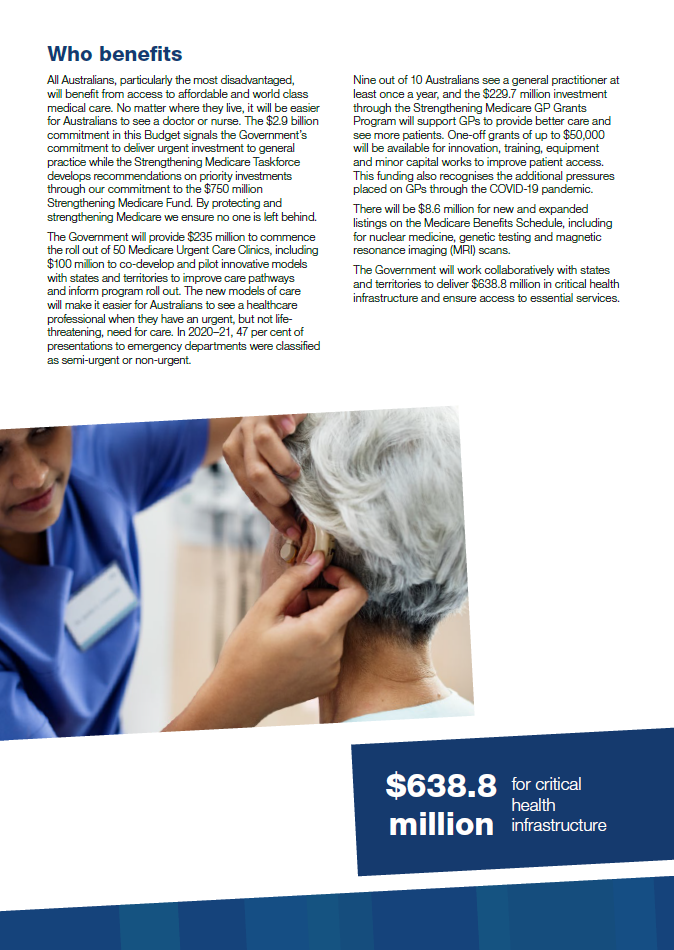 Who benefits
All Australians, particularly the most disadvantaged,
will benefit from access to affordable and world class
medical care. No matter where they live, it will be easier
for Australians to see a doctor or nurse. The $2.9 billion
commitment in this Budget signals the Government's
commitment to deliver urgent investment to general
practice while the Strengthening Medicare Taskforce
develops recommendations on priority investments
through our commitment to the $750 million
Strengthening Medicare Fund. By protecting and
strengthening Medicare we ensure no one is left behind.
The Government will provide $235 million to commence
the roll out of 50 Medicare Urgent Care Clinics, including
$100 million to co-develop and pilot innovative models
with states and territories to improve care pathways
and inform program roll out. The new models of care
will make it easier for Australians to see a healthcare
professional when they have an urgent, but not life-
threatening, need for care. In 2020–21, 47 per cent of
presentations to emergency departments were classified
as semi-urgent or non-urgent.
Nine out of 10 Australians see a general practitioner at
least once a year, and the $229.7 million investment
through the Strengthening Medicare GP Grants
Program will support GPs to provide better care and
see more patients. One-off grants of up to $50,000
will be available for innovation, training, equipment
and minor capital works to improve patient access.
This funding also recognises the additional pressures
placed on GPs through the COVID-19 pandemic.
There will be $8.6 million for new and expanded
listings on the Medicare Benefits Schedule, including
for nuclear medicine, genetic testing and magnetic
resonance imaging (MRI) scans.
The Government will work collaboratively with states
and territories to deliver $638.8 million in critical health
infrastructure and ensure access to essential services.
$638.8
million
for critical
health
infrastructure